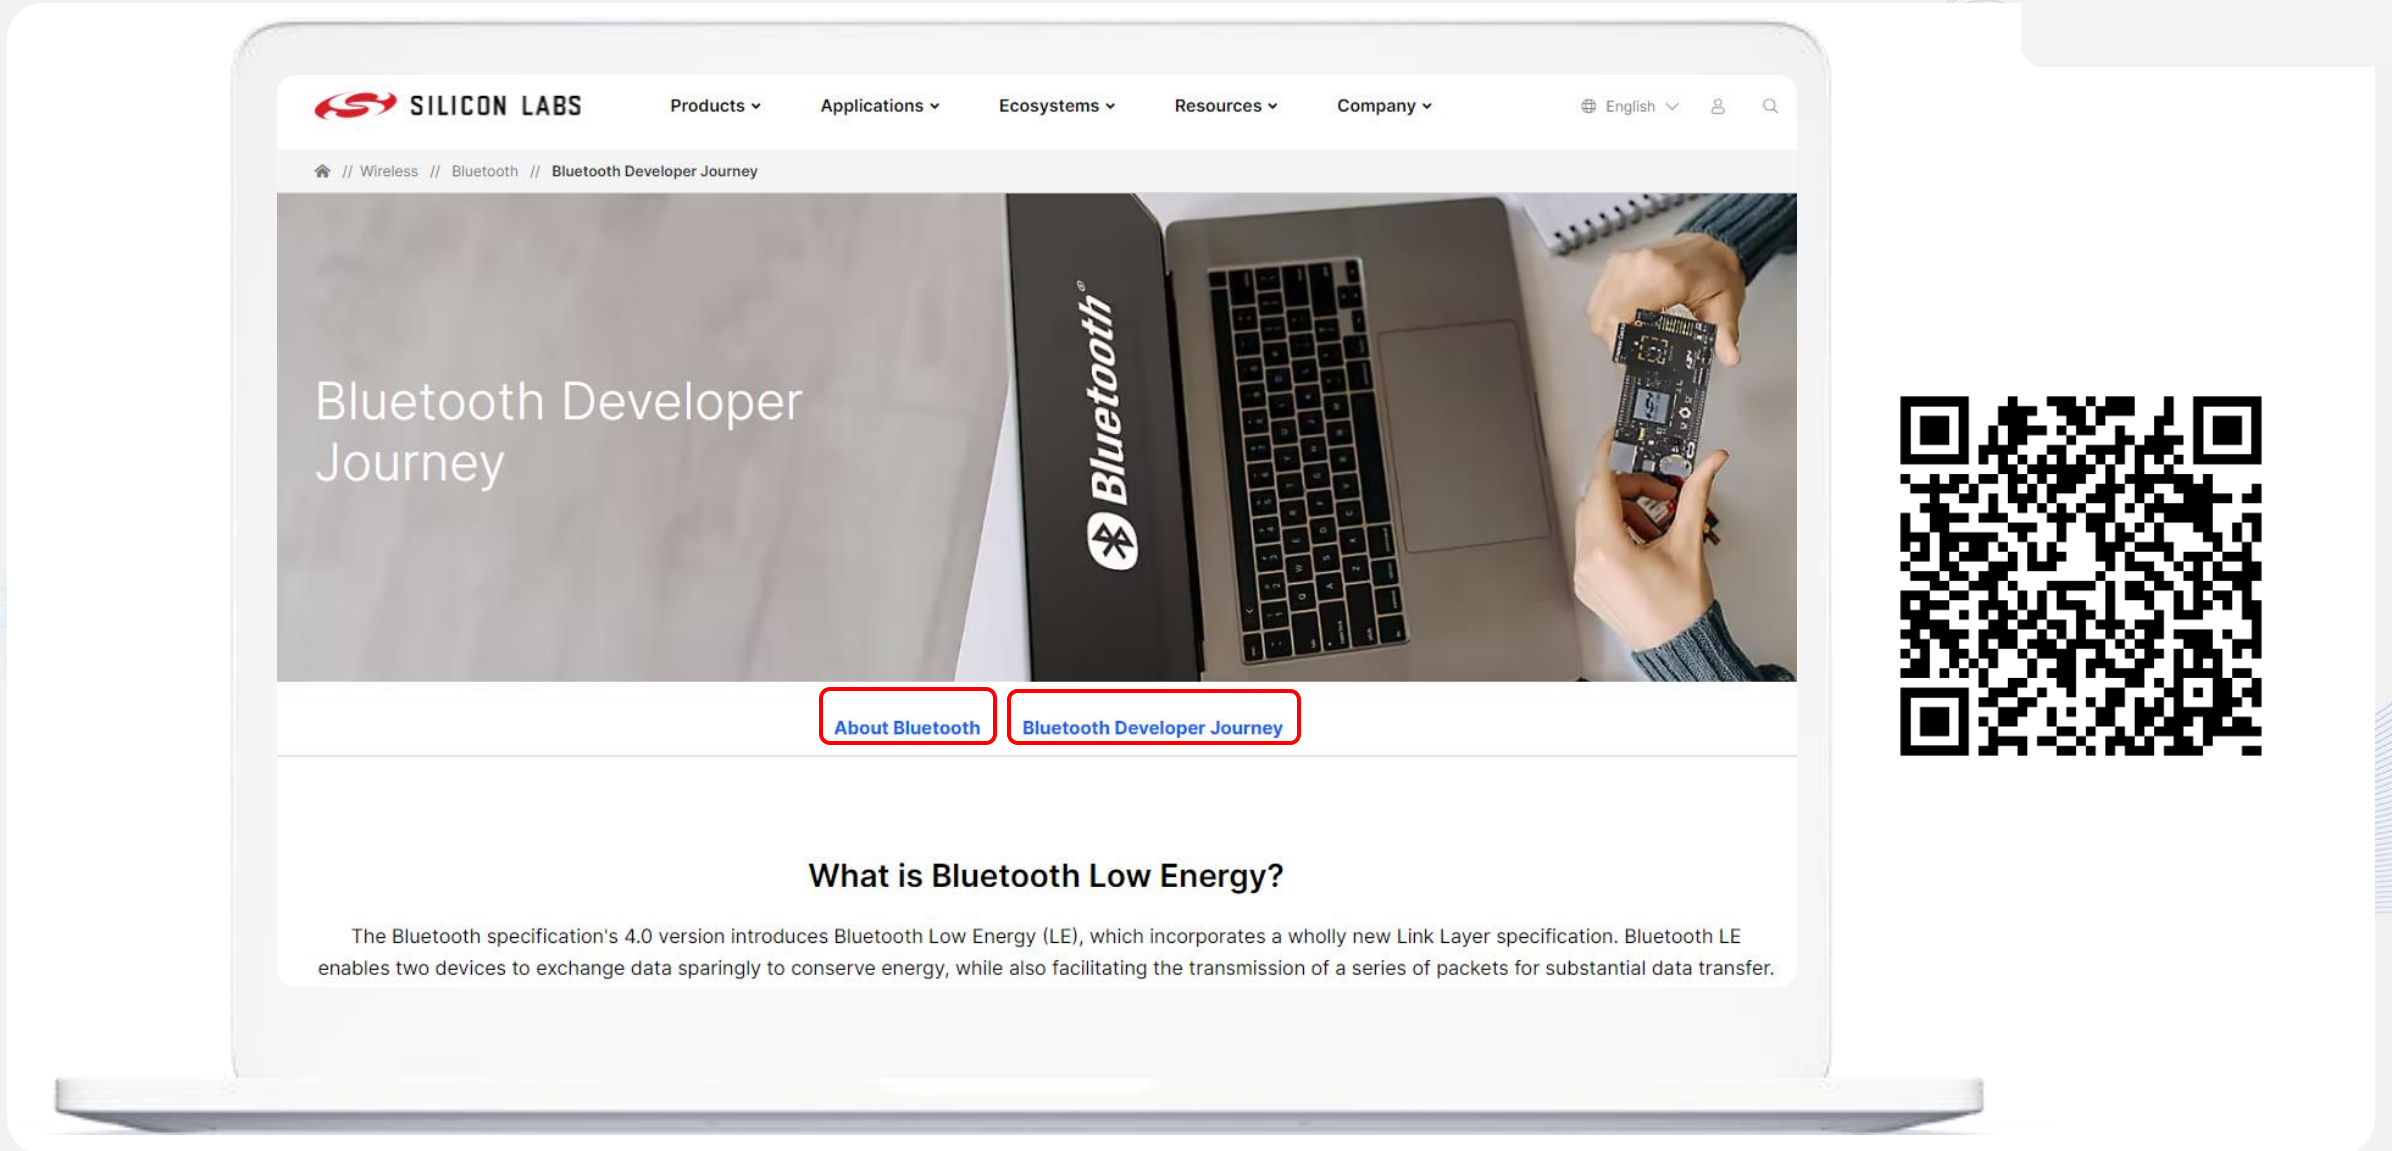 SILICON LABS
Products
Applications
Ecosystems
Resources
Company
English
// Wireless // Bluetooth // Bluetooth Developer Journey
Bluetooth Developer
Journey
Bluetooth®
About Bluetooth
Bluetooth Developer Journey
What is Bluetooth Low Energy?
The Bluetooth specification's 4.0 version introduces Bluetooth Low Energy (LE), which incorporates a wholly new Link Layer specification. Bluetooth LE
enables two devices to exchange data sparingly to conserve energy, while also facilitating the transmission of a series of packets for substantial data transfer.